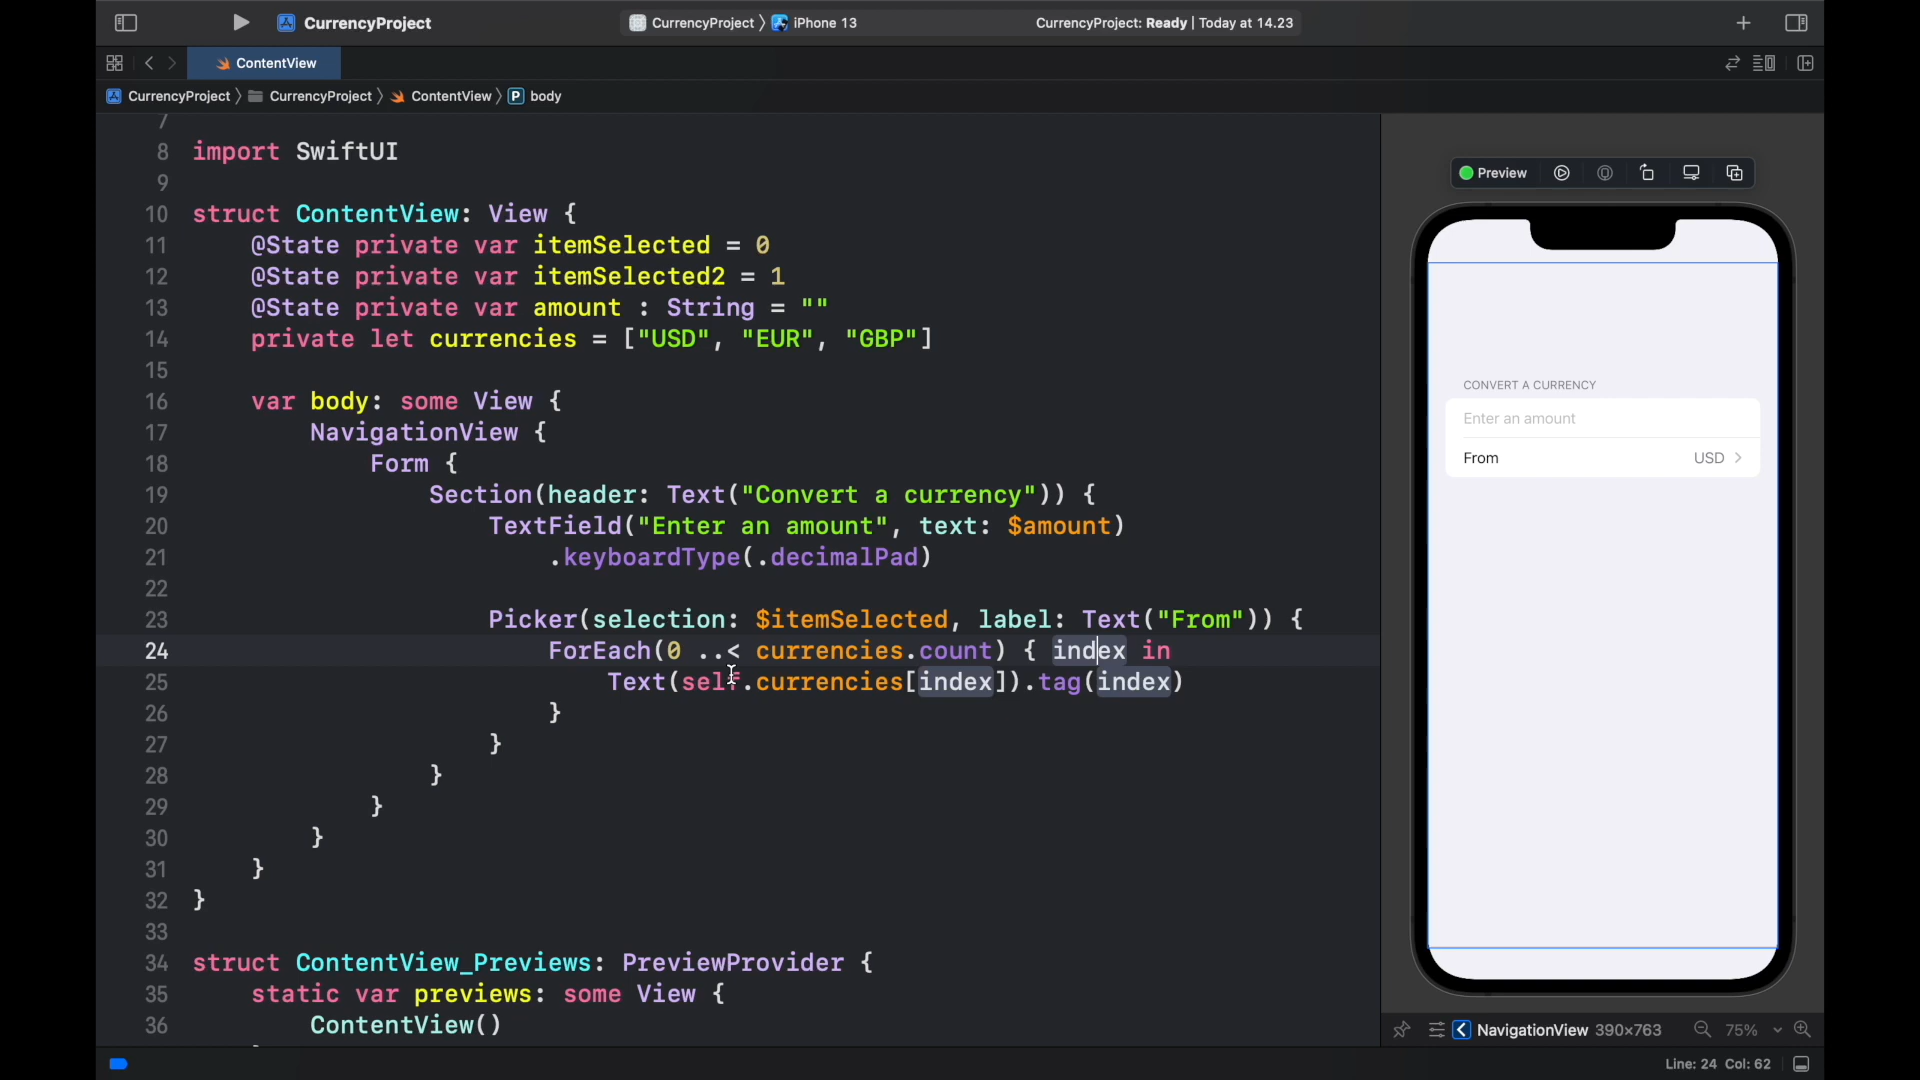 CurrencyProject
CurrencyProject 〉 iPhone 13
CurrencyProject: Ready | Today at 14.23
ContentView
CurrencyProject 〉 CurrencyProject 〉 ContentView 〉 P body
7
8 import SwiftUI
9
10 struct ContentView: View {
11 @State private var itemSelected = 0
12 @State private var itemSelected2 = 1
13 @State private var amount : String = ""
14 private let currencies = ["USD", "EUR", "GBP"]
15
16 var body: some View {
17 NavigationView {
18 Form {
19 Section(header: Text("Convert a currency")) {
20 TextField("Enter an amount", text: $amount)
21 .keyboardType(.decimalPad)
22
23 Picker(selection: $itemSelected, label: Text("From")) {
24 ForEach(0 ..< currencies.count) { index in
25 Text(self.currencies[index]).tag(index)
26 }
27 }
28 }
29 }
30 }
31 }
32 }
33
34 struct ContentView_Previews: PreviewProvider {
35 static var previews: some View {
36 ContentView()
Preview
CONVERT A CURRENCY
Enter an amount
From USD
NavigationView 390×763 75%
Line: 24 Col: 62